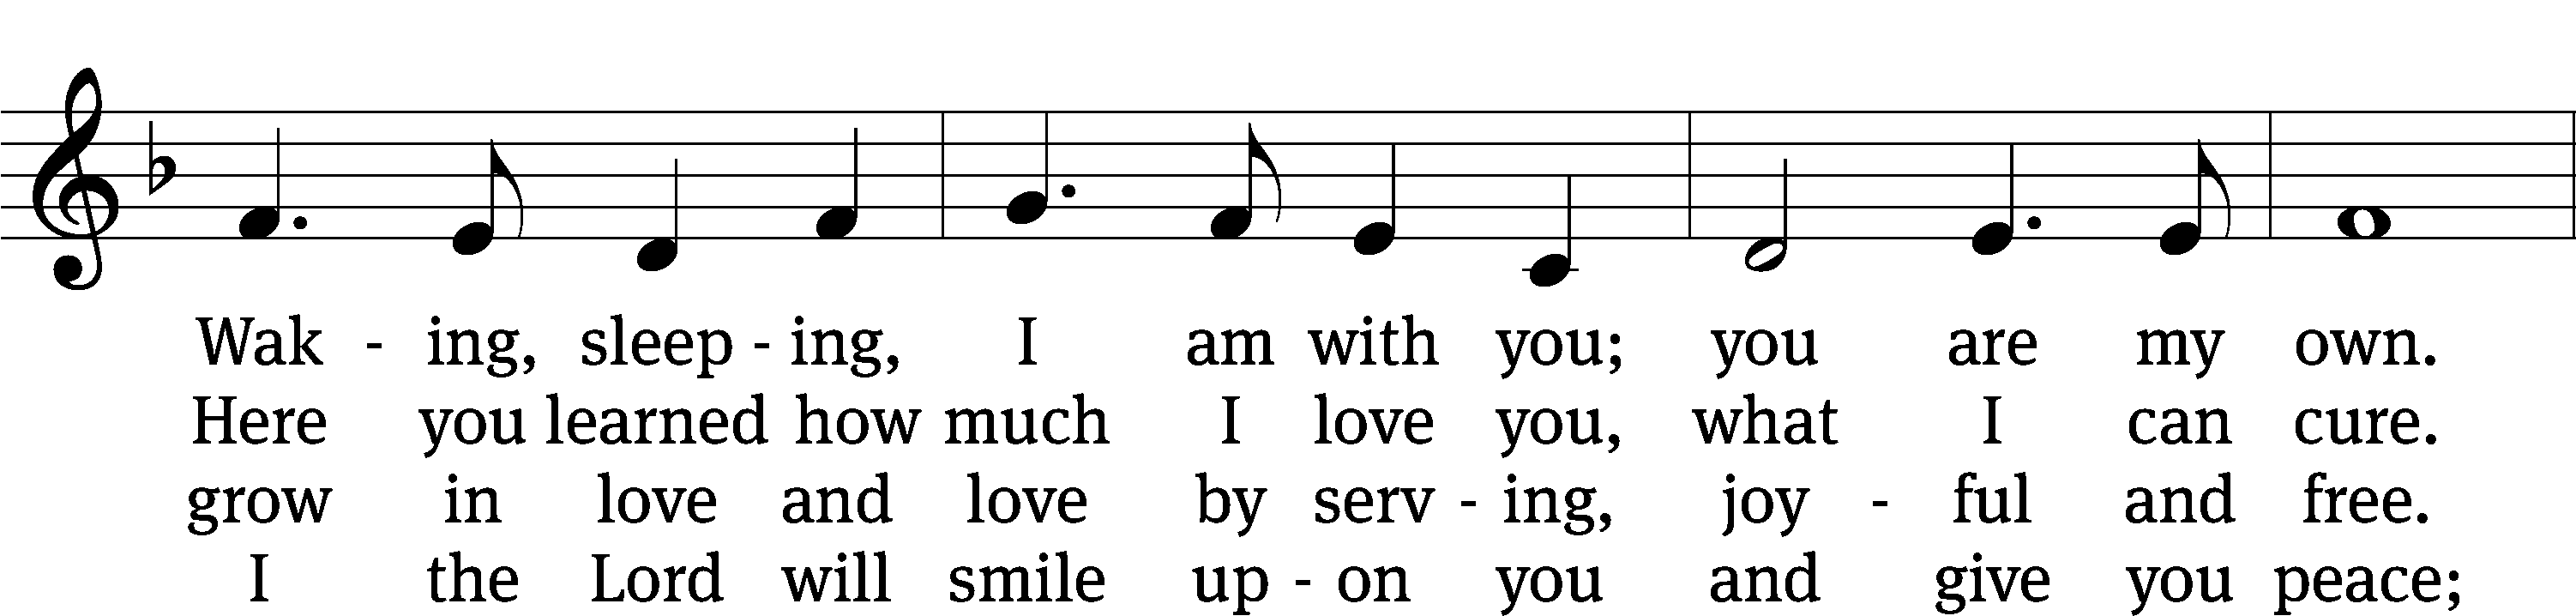 Wak - ing, sleep - ing, I am with you; you are my own.
Here you learned how much I love you, what I can cure.
grow in love and love by serv - ing, joy - ful and free.
I the Lord will smile up - on you and give you peace;